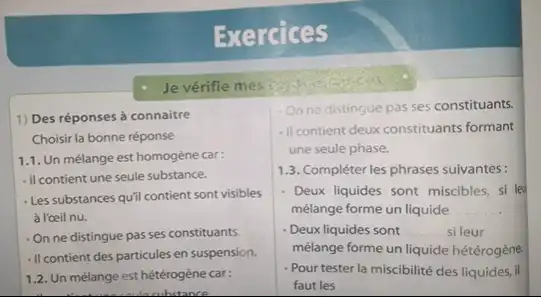 Exercices
Je vérifie mes
1) Des réponses à connaitre
Choisir la bonne réponse
1.1. Un mélange est homogène car :
· il contient une seule substance.
· Les substances qu'il contient sont visibles
à l'œil nu.
· On ne distingue pas ses constituants.
· Il contient des particules en suspension.
1.2. Un mélange est hétérogène car :
substance
· On ne distingue pas ses constituants.
· Il contient deux constituants formant
une seule phase.
1.3. Compléter les phrases suivantes :
· Deux liquides sont miscibles, si leu
mélange forme un liquide ........
· Deux liquides sont ........ si leur
mélange forme un liquide hétérogène.
· Pour tester la miscibilité des liquides, il
faut les